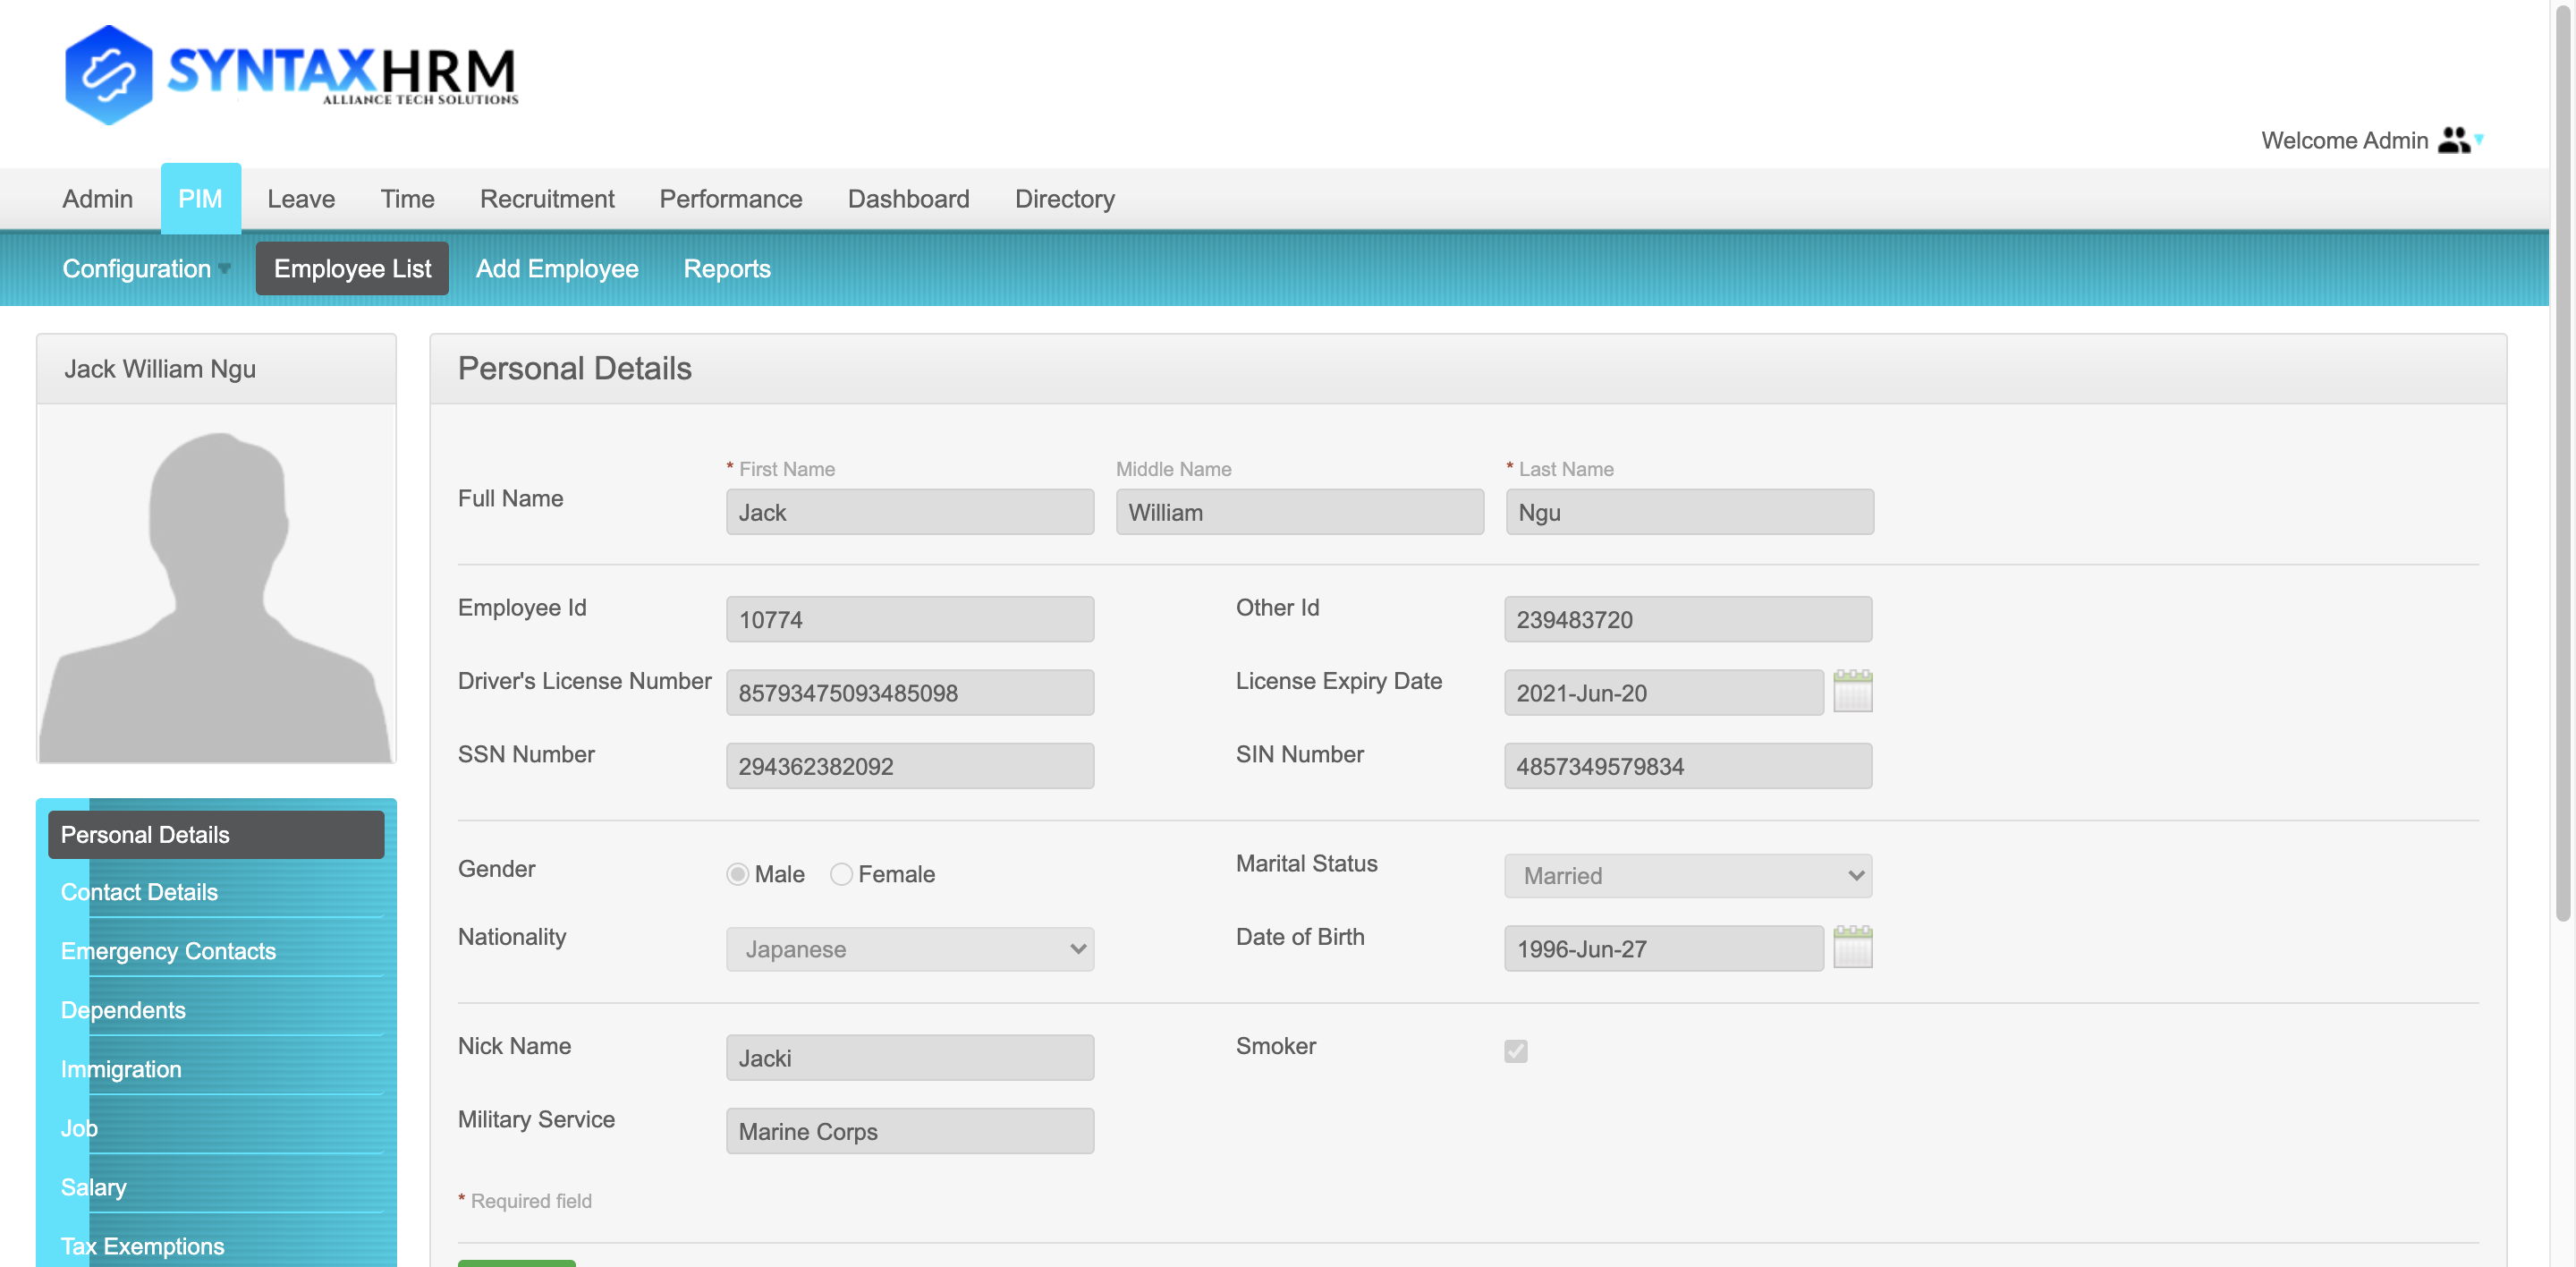 SYNTAXHRM
ALLIANCE TECH SOLUTIONS
Welcome Admin
Admin PIM Leave Time Recruitment Performance Dashboard Directory
Configuration Employee List Add Employee Reports
Jack William Ngu
Personal Details
Contact Details
Emergency Contacts
Dependents
Immigration
Job
Salary
Tax Exemptions
Personal Details
* First Name Middle Name * Last Name
Full Name Jack William Ngu
Employee Id 10774 Other Id 239483720
Driver's License Number 85793475093485098 License Expiry Date 2021-Jun-20
SSN Number 294362382092 SIN Number 4857349579834
Gender Male Female Marital Status Married
Nationality Japanese Date of Birth 1996-Jun-27
Nick Name Jacki Smoker
Military Service Marine Corps
* Required field